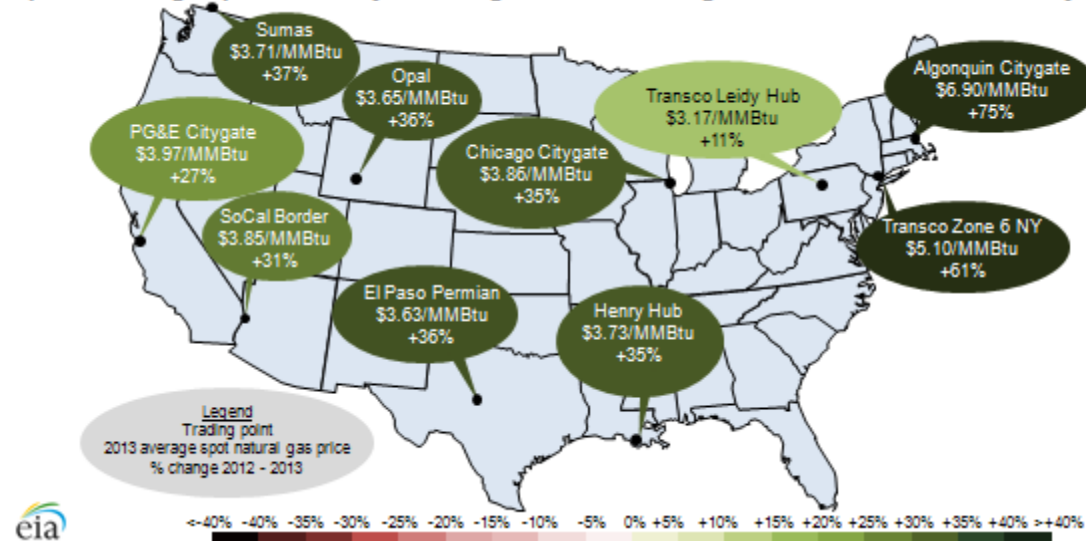 Sumas
$3.71/MMBtu
+37%
Opal
$3.65/MMBtu
+36%
Transco Leidy Hub
$3.17/MMBtu
+11%
Algonquin Citygate
$6.90/MMBtu
+75%
PG&E Citygate
$3.97/MMBtu
+27%
Chicago Citygate
$3.86/MMBtu
+35%
SoCal Border
$3.85/MMBtu
+31%
Transco Zone 6 NY
$5.10/MMBtu
+61%
El Paso Permian
$3.63/MMBtu
+36%
Henry Hub
$3.73/MMBtu
+35%
Legend
Trading point
2013 average spot natural gas price
% change 2012 - 2013
eia
<-40% -40% -35% -30% -25% -20% -15% -10% -5% 0% +5% +10% +15% +20% +25% +30% +35% +40% >+40%